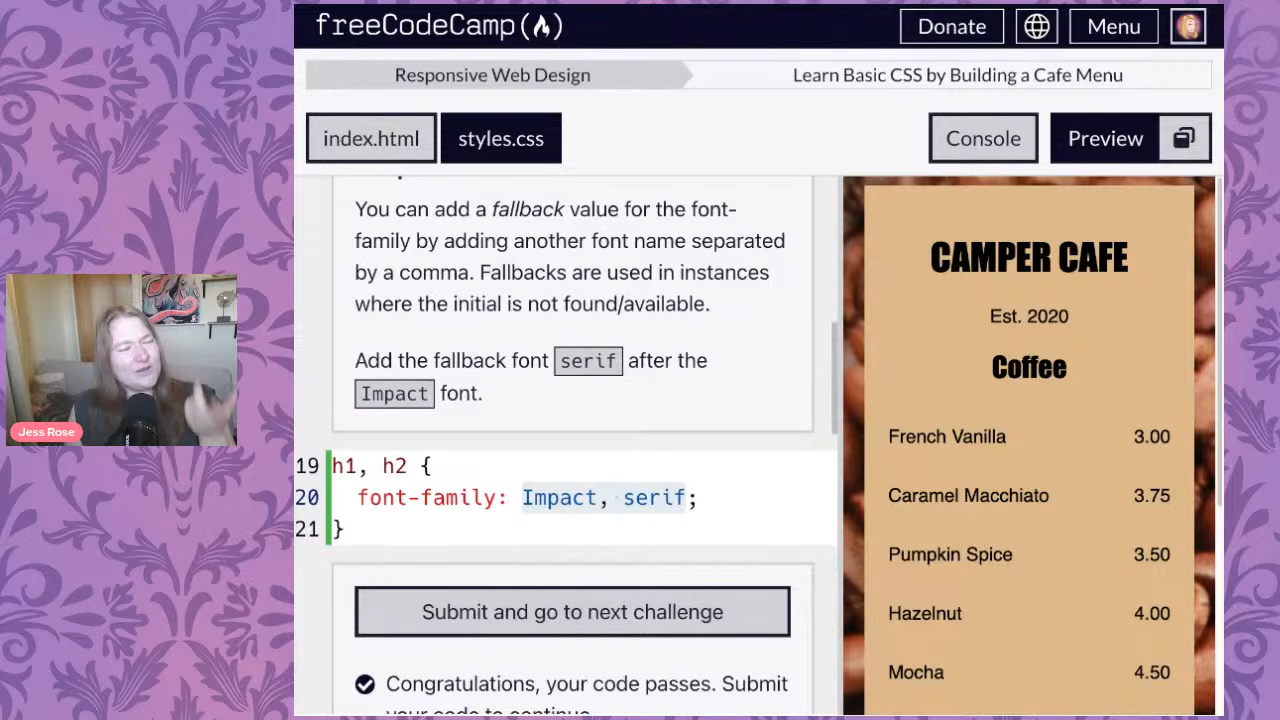 freeCodeCamp
Donate
Menu
Responsive Web Design
Learn Basic CSS by Building a Cafe Menu
index.html
styles.css
Console
Preview
You can add a fallback value for the font-
family by adding another font name separated
by a comma. Fallbacks are used in instances
where the initial is not found/available.
Add the fallback font serif after the
Impact font.
19 h1, h2 {
20 font-family: Impact, serif;
21 }
Submit and go to next challenge
Congratulations, your code passes. Submit
your code to continue
CAMPER CAFE
Est. 2020
Coffee
French Vanilla 3.00
Caramel Macchiato 3.75
Pumpkin Spice 3.50
Hazelnut 4.00
Mocha 4.50
Jess Rose